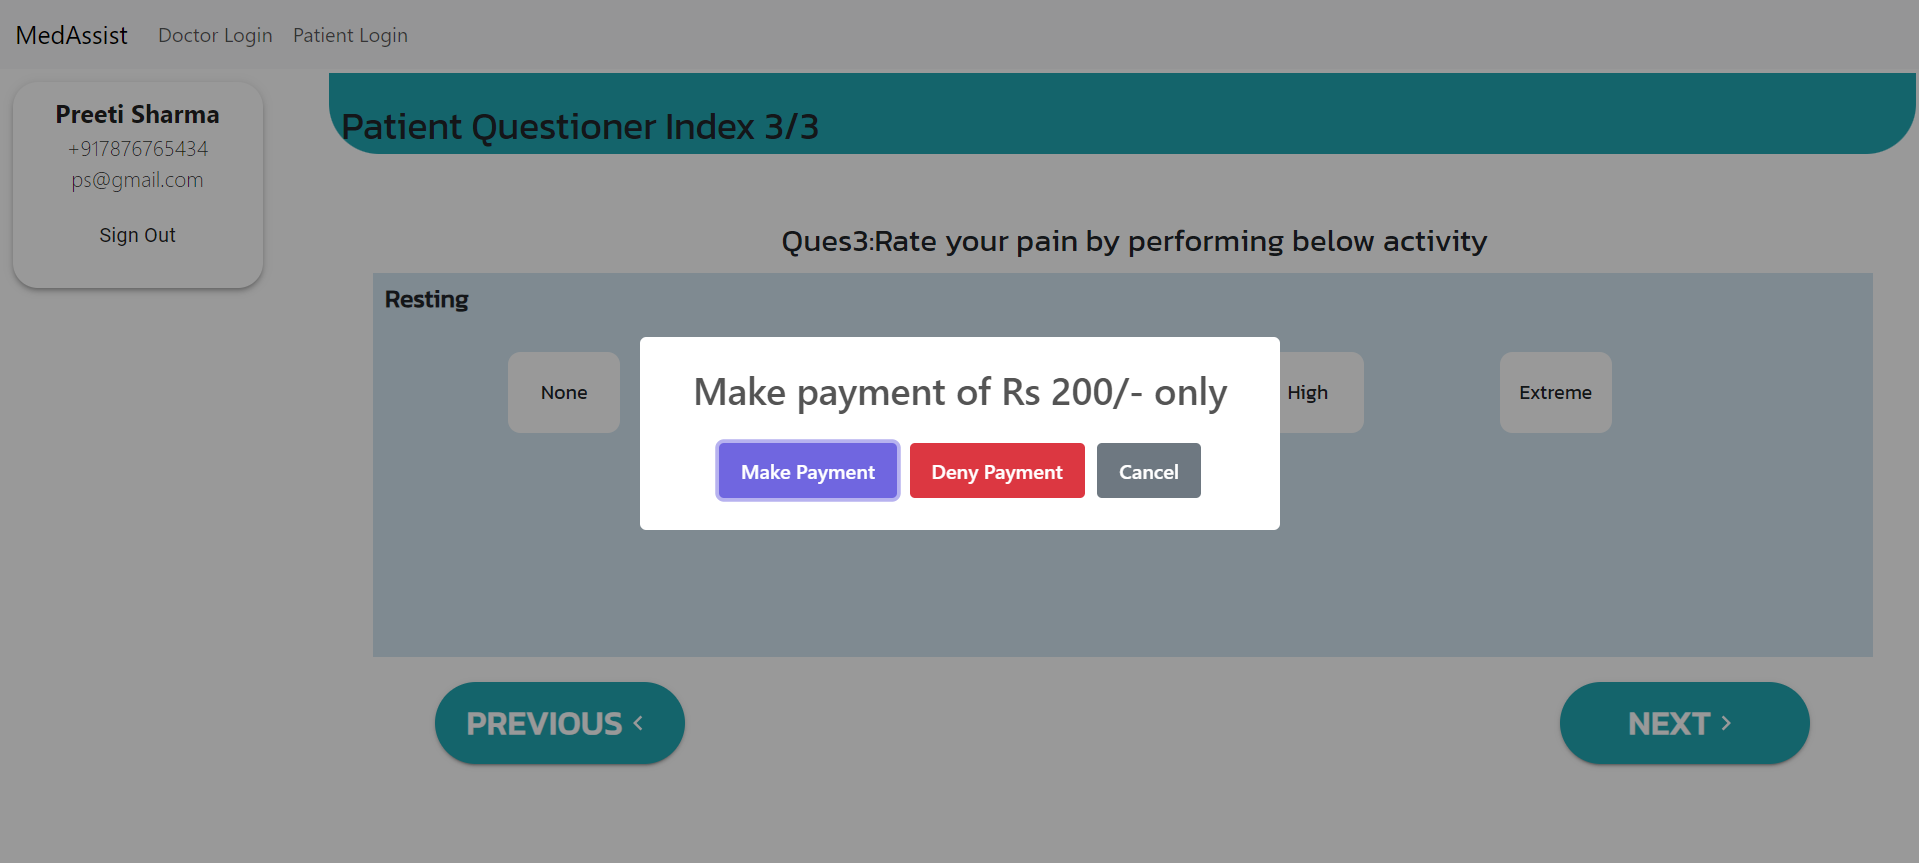 MedAssist Doctor Login Patient Login
Preeti Sharma
+917876765434
ps@gmail.com
Sign Out
Patient Questioner Index 3/3
Ques3:Rate your pain by performing below activity
Resting
None
High
Extreme
Make payment of Rs 200/- only
Make Payment Deny Payment Cancel
PREVIOUS <
NEXT >